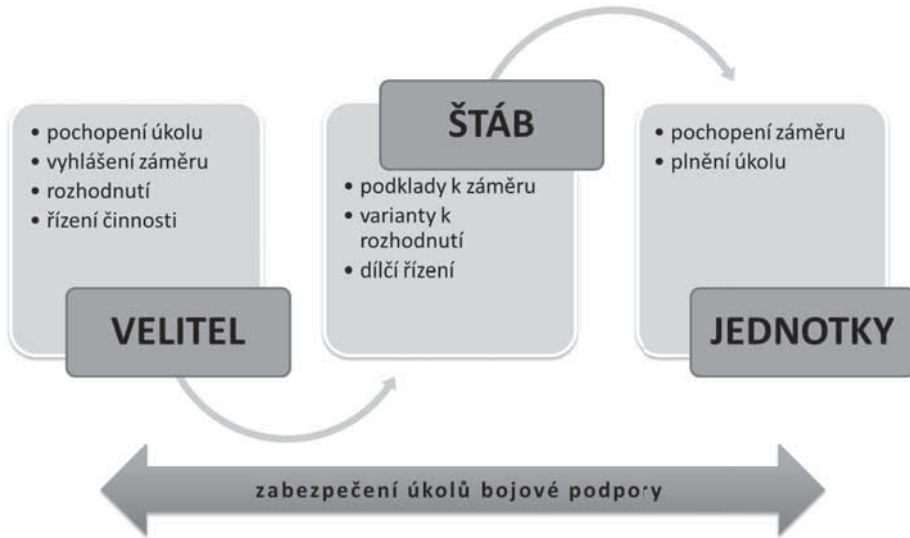 • pochopení úkolu
• vyhlášení záměru
• rozhodnutí
• řízení činnosti
VELITEL
ŠTÁB
• podklady k záměru
• varianty k
rozhodnutí
• dílčí řízení
• pochopení záměru
• plnění úkolu
JEDNOTKY
zabezpečení úkolů bojové podpory